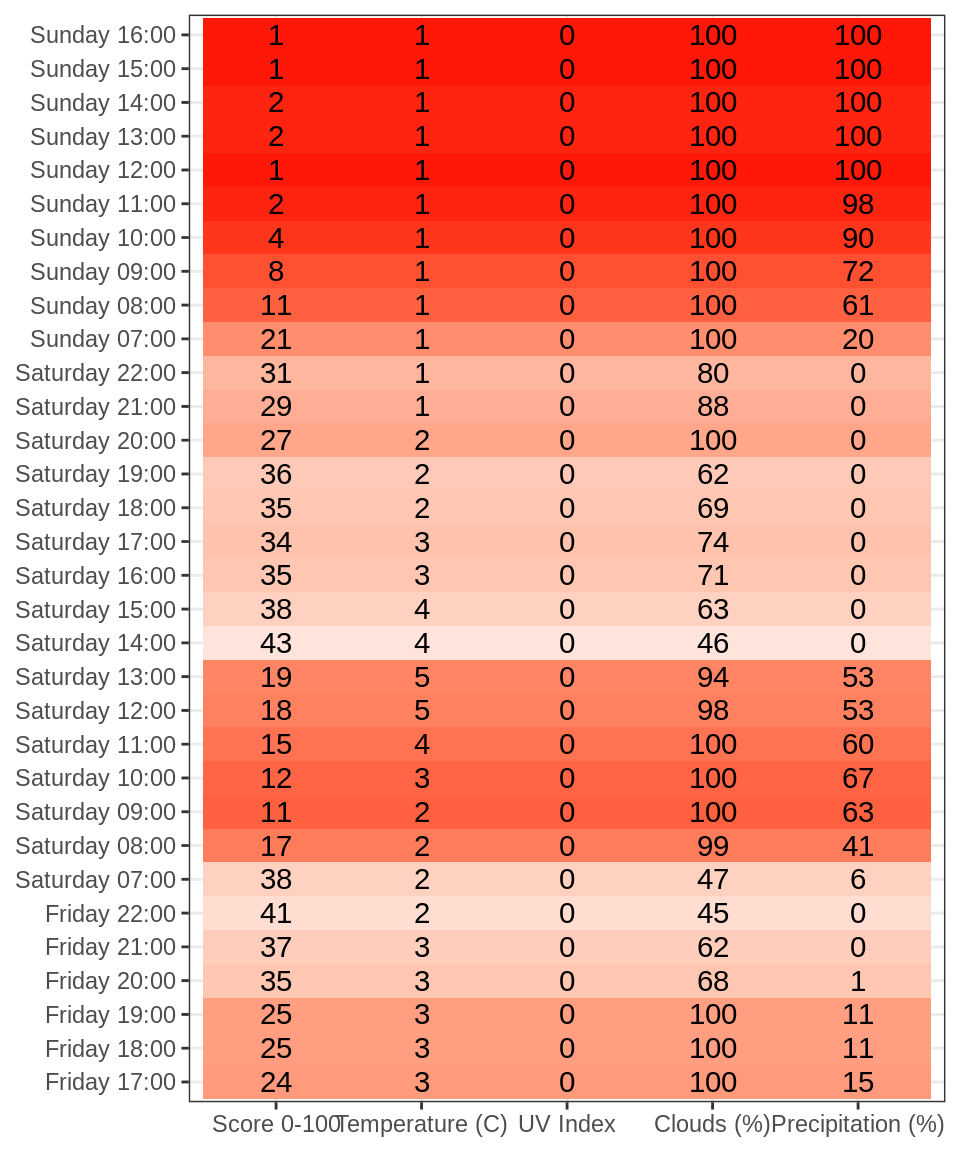 Sunday 16:00 1 1 0 100 100
Sunday 15:00 1 1 0 100 100
Sunday 14:00 2 1 0 100 100
Sunday 13:00 2 1 0 100 100
Sunday 12:00 1 1 0 100 100
Sunday 11:00 2 1 0 100 98
Sunday 10:00 4 1 0 100 90
Sunday 09:00 8 1 0 100 72
Sunday 08:00 11 1 0 100 61
Sunday 07:00 21 1 0 100 20
Saturday 22:00 31 1 0 80 0
Saturday 21:00 29 1 0 88 0
Saturday 20:00 27 2 0 100 0
Saturday 19:00 36 2 0 62 0
Saturday 18:00 35 2 0 69 0
Saturday 17:00 34 3 0 74 0
Saturday 16:00 35 3 0 71 0
Saturday 15:00 38 4 0 63 0
Saturday 14:00 43 4 0 46 0
Saturday 13:00 19 5 0 94 53
Saturday 12:00 18 5 0 98 53
Saturday 11:00 15 4 0 100 60
Saturday 10:00 12 3 0 100 67
Saturday 09:00 11 2 0 100 63
Saturday 08:00 17 2 0 99 41
Saturday 07:00 38 2 0 47 6
Friday 22:00 41 2 0 45 0
Friday 21:00 37 3 0 62 0
Friday 20:00 35 3 0 68 1
Friday 19:00 25 3 0 100 11
Friday 18:00 25 3 0 100 11
Friday 17:00 24 3 0 100 15
Score 0-100 Temperature (C) UV Index Clouds (%) Precipitation (%)